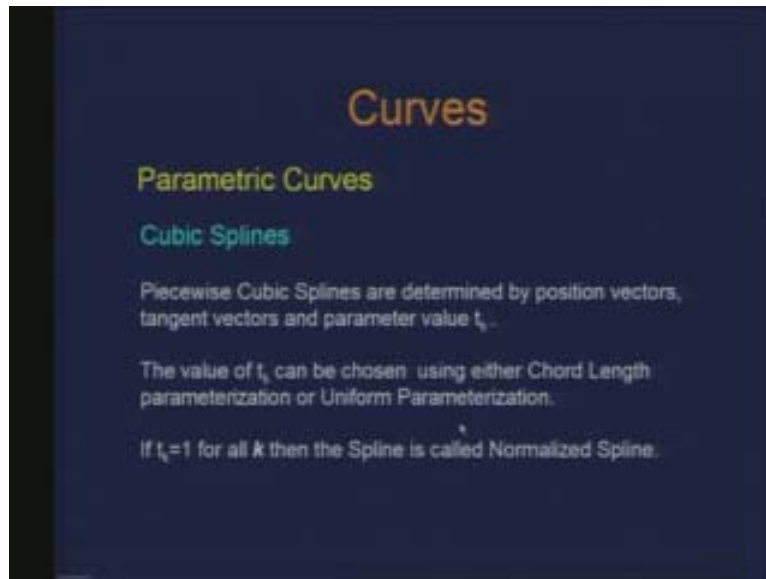 Curves
Parametric Curves
Cubic Splines
Piecewise Cubic Splines are determined by position vectors,
tangent vectors and parameter value tₖ .
The value of tₖ can be chosen using either Chord Length
parameterization or Uniform Parameterization.
If tₖ=1 for all k then the Spline is called Normalized Spline.